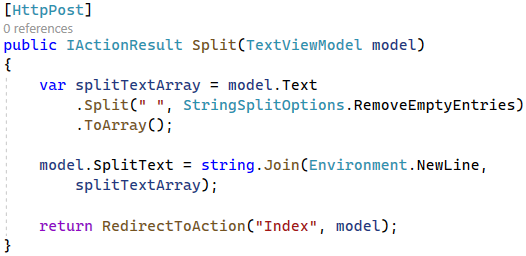 [HttpPost]
0 references
public IActionResult Split(TextViewModel model)
{
    var splitTextArray = model.Text
        .Split(" ", StringSplitOptions.RemoveEmptyEntries)
        .ToArray();

    model.SplitText = string.Join(Environment.NewLine,
        splitTextArray);

    return RedirectToAction("Index", model);
}